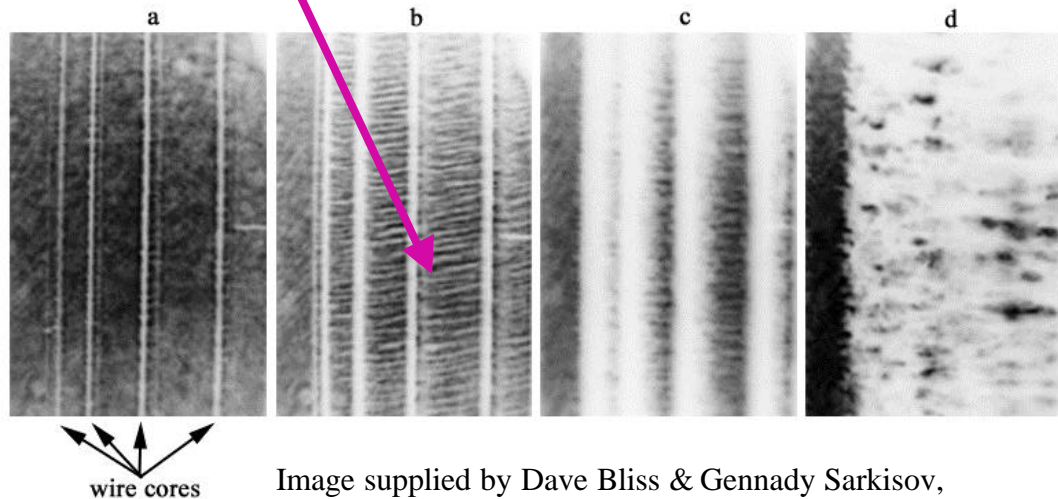 a b c d
wire cores
Image supplied by Dave Bliss & Gennady Sarkisov,